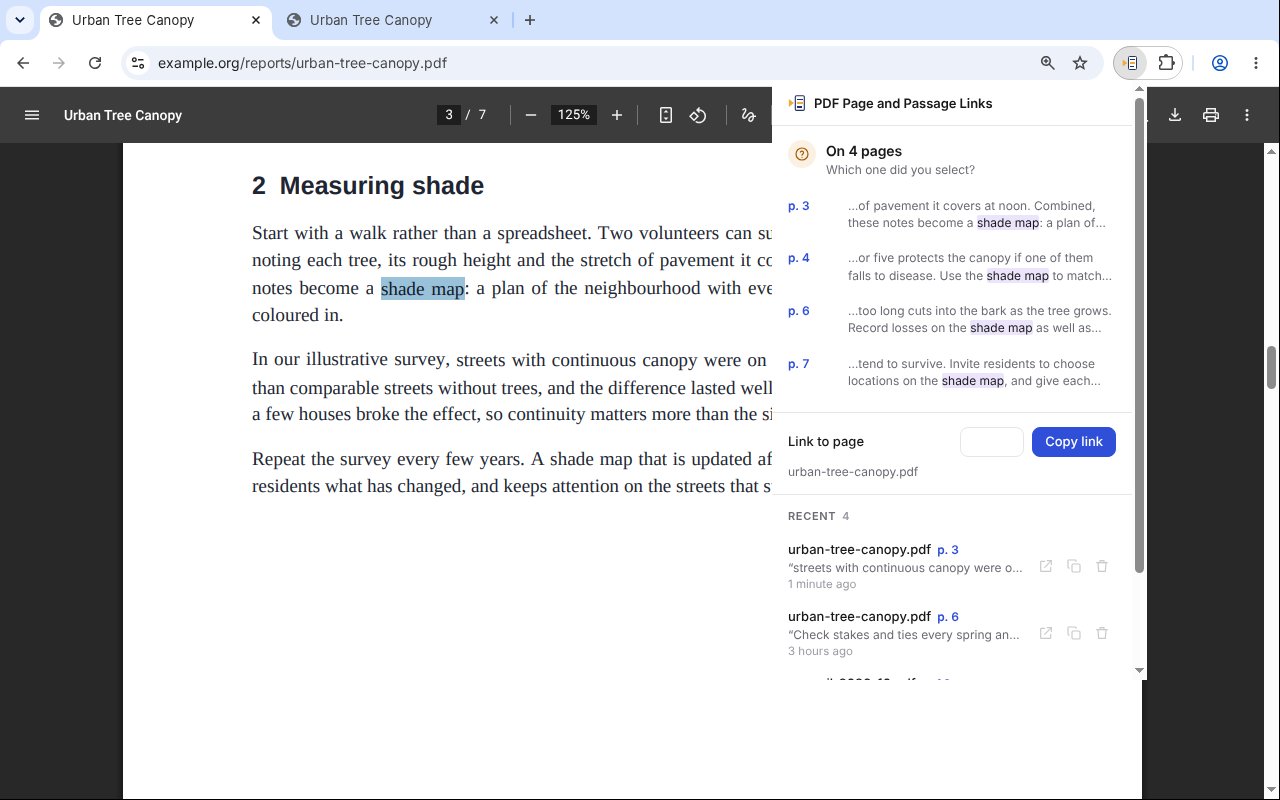 Urban Tree Canopy
Urban Tree Canopy
example.org/reports/urban-tree-canopy.pdf
Urban Tree Canopy
3 / 7
125%
2 Measuring shade
Start with a walk rather than a spreadsheet. Two volunteers can
noting each tree, its rough height and the stretch of pavement it
notes become a shade map: a plan of the neighbourhood with
coloured in.
In our illustrative survey, streets with continuous canopy were on
than comparable streets without trees, and the difference lasted well
a few houses broke the effect, so continuity matters more than the
Repeat the survey every few years. A shade map that is updated
residents what has changed, and keeps attention on the streets that
PDF Page and Passage Links
On 4 pages
Which one did you select?
p. 3
…of pavement it covers at noon. Combined,
these notes become a shade map: a plan of…
p. 4
…or five protects the canopy if one of them
falls to disease. Use the shade map to match…
p. 6
…too long cuts into the bark as the tree grows.
Record losses on the shade map as well as…
p. 7
…tend to survive. Invite residents to choose
locations on the shade map, and give each…
Link to page
Copy link
urban-tree-canopy.pdf
RECENT 4
urban-tree-canopy.pdf p. 3
“streets with continuous canopy were o…
1 minute ago
urban-tree-canopy.pdf p. 6
“Check stakes and ties every spring an…
3 hours ago